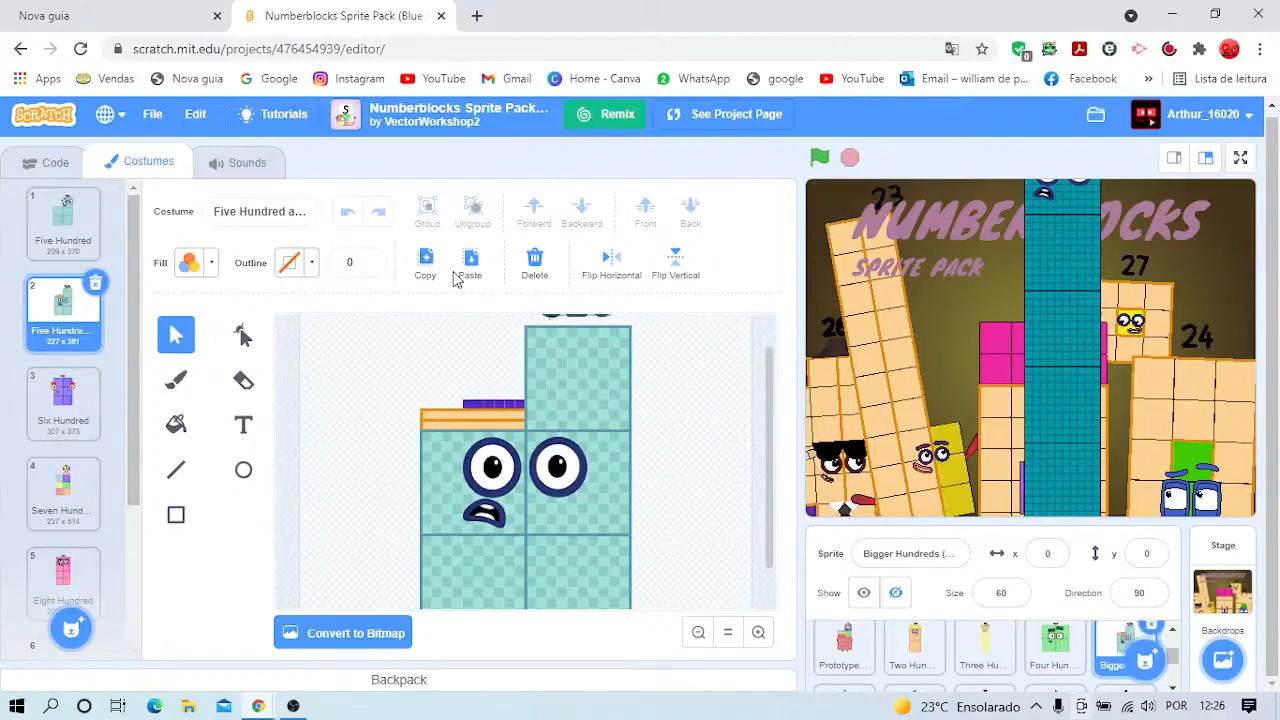 Nova guia
Numberblocks Sprite Pack (Blue
scratch.mit.edu/projects/476454939/editor/
Apps
Vendas
Nova guia
Google
Instagram
YouTube
Gmail
Home - Canva
WhatsApp
google
YouTube
Email – william de p...
Facebook
»
Lista de leitura
SCRATCH
File
Edit
Tutorials
Numberblocks Sprite Pack...
by VectorWorkshop2
Remix
See Project Page
Arthur_16020
Code
Costumes
Sounds
Costume
Five Hundred a...
Group
Ungroup
Forward
Backward
Front
Back
Fill
Outline
0
Copy
Paste
Delete
Flip Horizontal
Flip Vertical
1
Five Hundred
239 x 370
2
Five Hundre...
227 x 381
3
Six Hundred
307 x 373
4
Seven Hund...
237 x 514
5
Eight Hundred
6
Convert to Bitmap
Backpack
23
NUMBER OCKS
SPRITE PACK
27
24
Sprite
Bigger Hundreds (...
x
0
y
0
Show
Size
60
Direction
90
Stage
Backdrops
Prototype...
Two Hun...
Three Hu...
Four Hun...
Bigge
23°C Ensolarado
POR
12:26